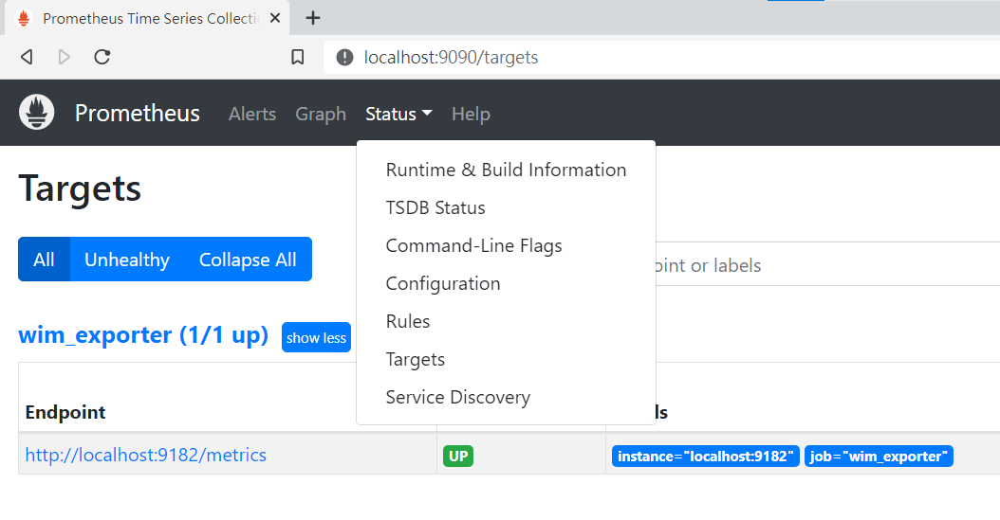 Prometheus Time Series Collectio
localhost:9090/targets
Prometheus Alerts Graph Status Help
Runtime & Build Information
TSDB Status
Command-Line Flags
Configuration
Rules
Targets
Service Discovery
Targets
All Unhealthy Collapse All
oint or labels
wim_exporter (1/1 up) show less
Endpoint ls
http://localhost:9182/metrics UP instance="localhost:9182" job="wim_exporter"